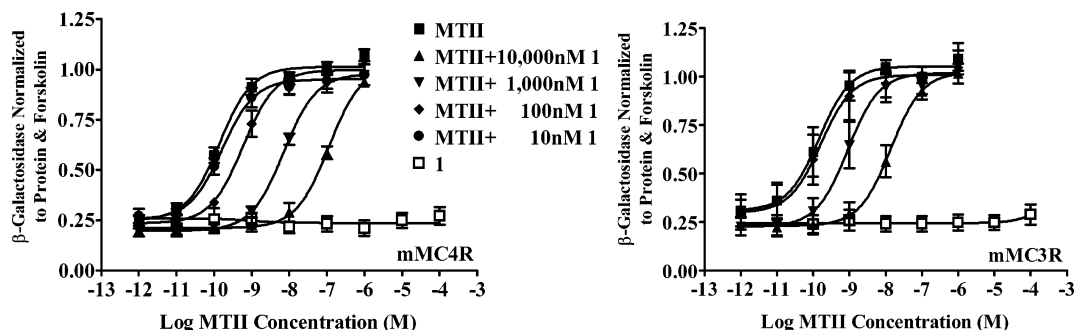 β-Galactosidase Normalized
to Protein & Forskolin
1.25
1.00
0.75
0.50
0.25
0.00
-13 -12 -11 -10 -9 -8 -7 -6 -5 -4 -3
Log MTII Concentration (M)
mMC4R
MTII
MTII+10,000nM 1
MTII+ 1,000nM 1
MTII+ 100nM 1
MTII+ 10nM 1
1
β-Galactosidase Normalized
to Protein & Forskolin
1.25
1.00
0.75
0.50
0.25
0.00
-13 -12 -11 -10 -9 -8 -7 -6 -5 -4 -3
Log MTII Concentration (M)
mMC3R